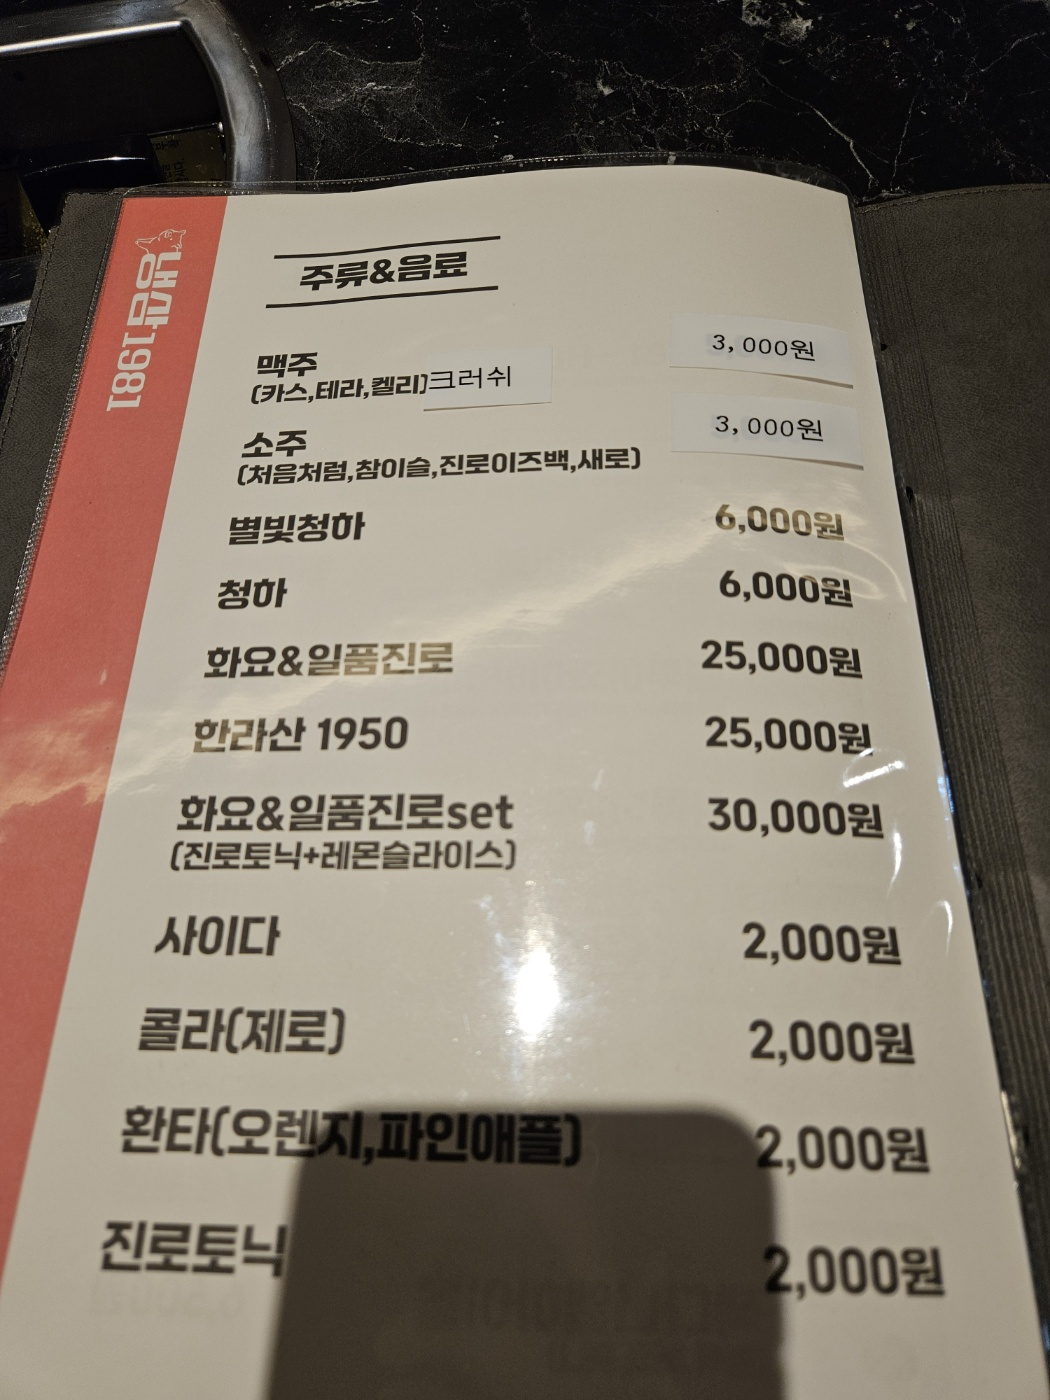 냉삼1981
주류&음료
맥주 3,000원
(카스,테라,켈리)크러쉬
소주 3,000원
(처음처럼,참이슬,진로이즈백,새로)
별빛청하 6,000원
청하 6,000원
화요&일품진로 25,000원
한라산 1950 25,000원
화요&일품진로set 30,000원
(진로토닉+레몬슬라이스)
사이다 2,000원
콜라(제로) 2,000원
환타(오렌지,파인애플) 2,000원
진로토닉 2,000원